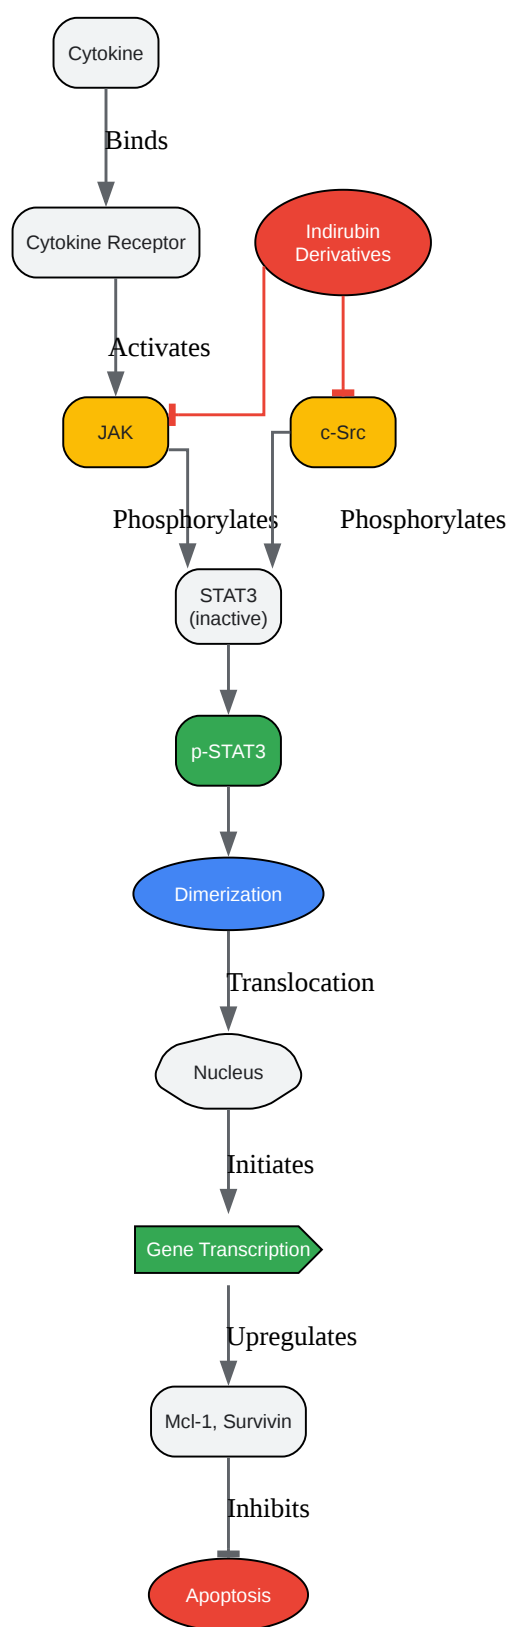 Cytokine
Binds
Cytokine Receptor
Indirubin
Derivatives
Activates
JAK
c-Src
Phosphorylates
Phosphorylates
STAT3
(inactive)
p-STAT3
Dimerization
Translocation
Nucleus
Initiates
Gene Transcription
Upregulates
Mcl-1, Survivin
Inhibits
Apoptosis